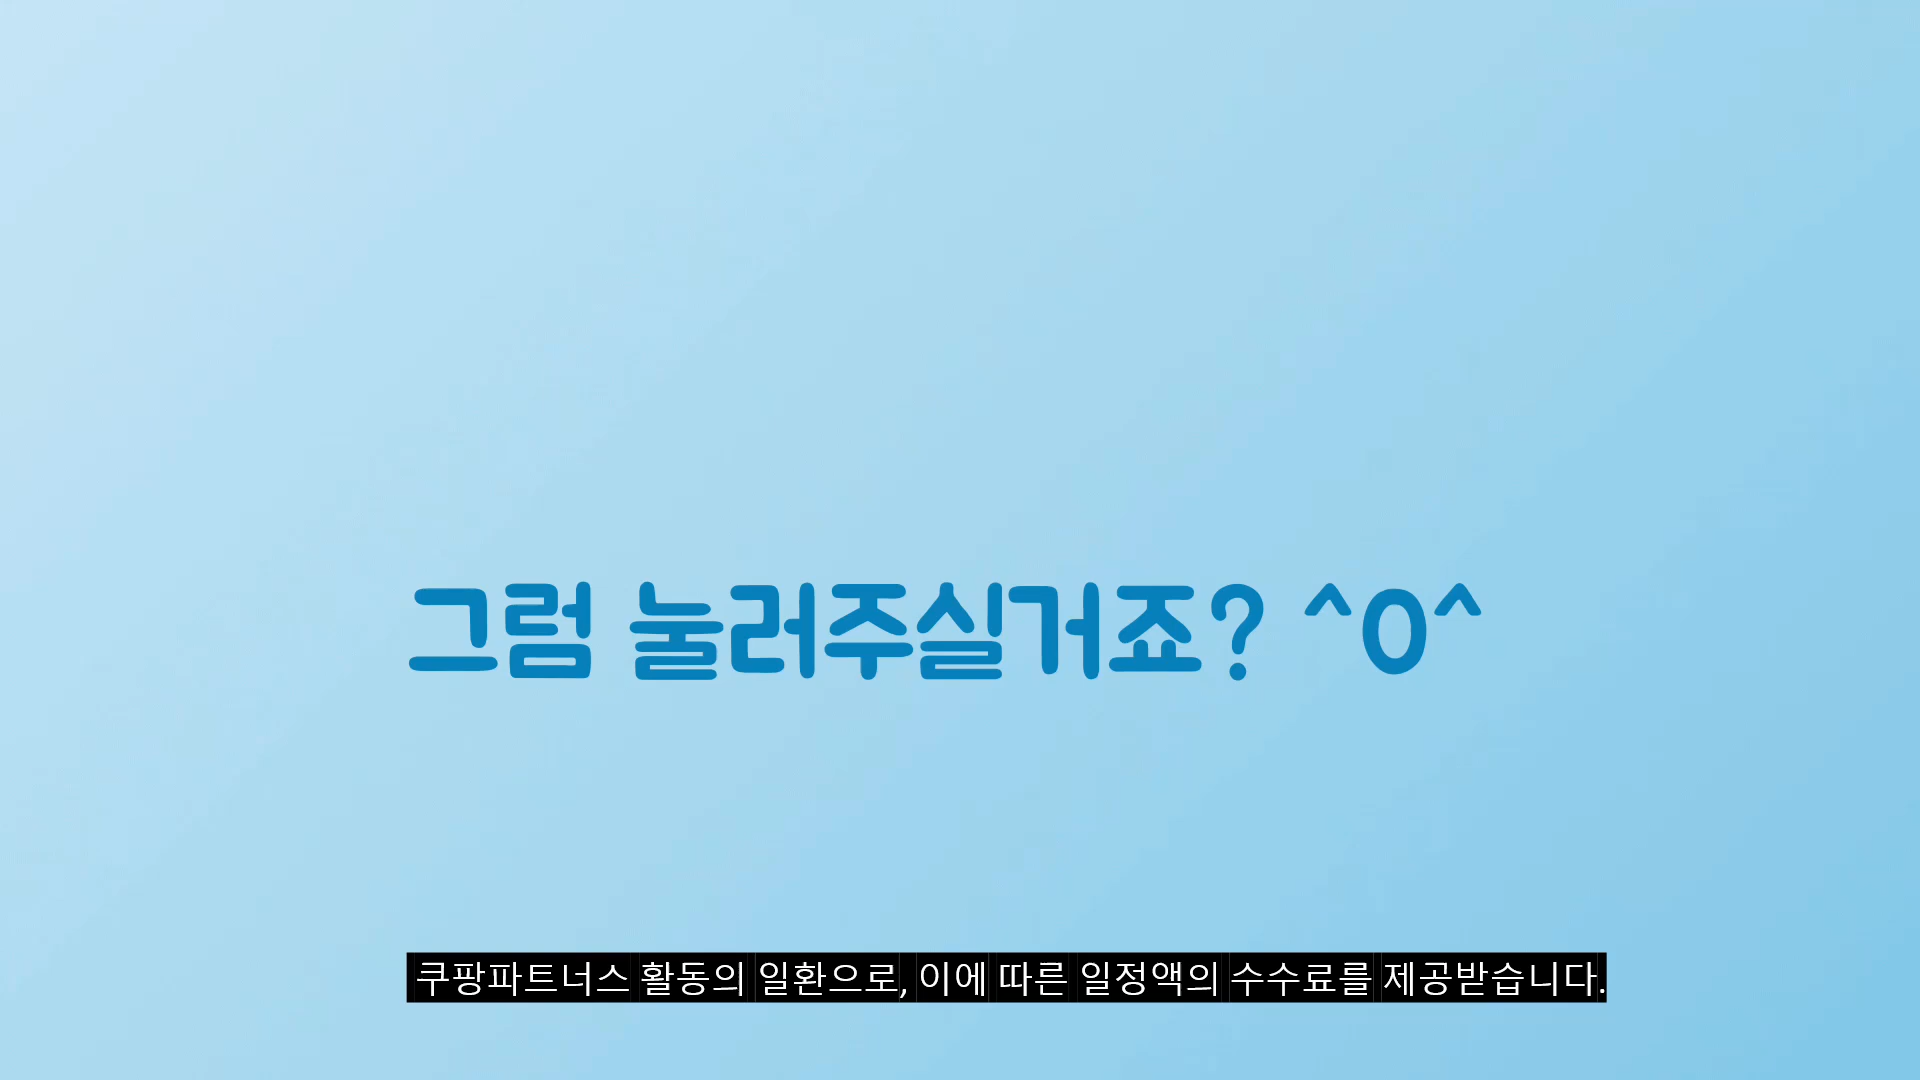 그럼 눌러주실거죠? ^0^
쿠팡파트너스 활동의 일환으로, 이에 따른 일정액의 수수료를 제공받습니다.